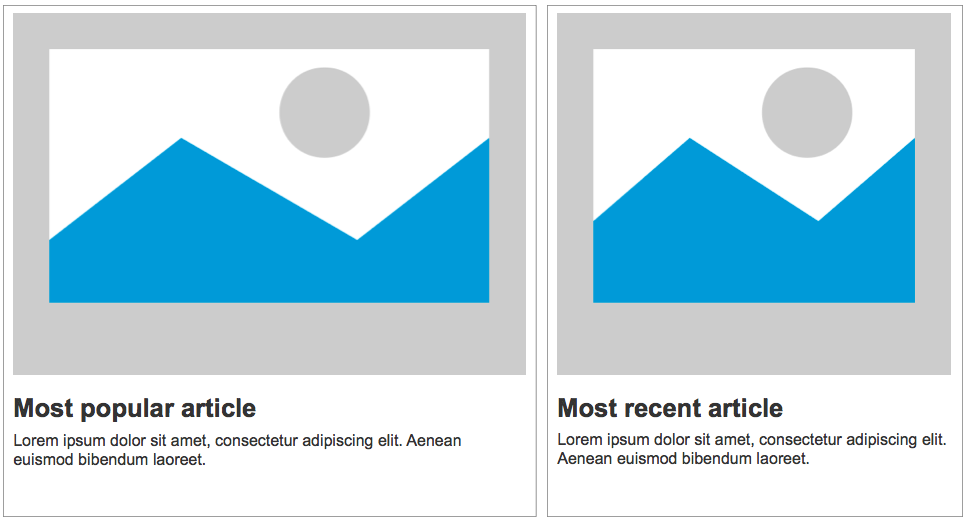 Most popular article
Lorem ipsum dolor sit amet, consectetur adipiscing elit. Aenean
euismod bibendum laoreet.
Most recent article
Lorem ipsum dolor sit amet, consectetur adipiscing elit.
Aenean euismod bibendum laoreet.